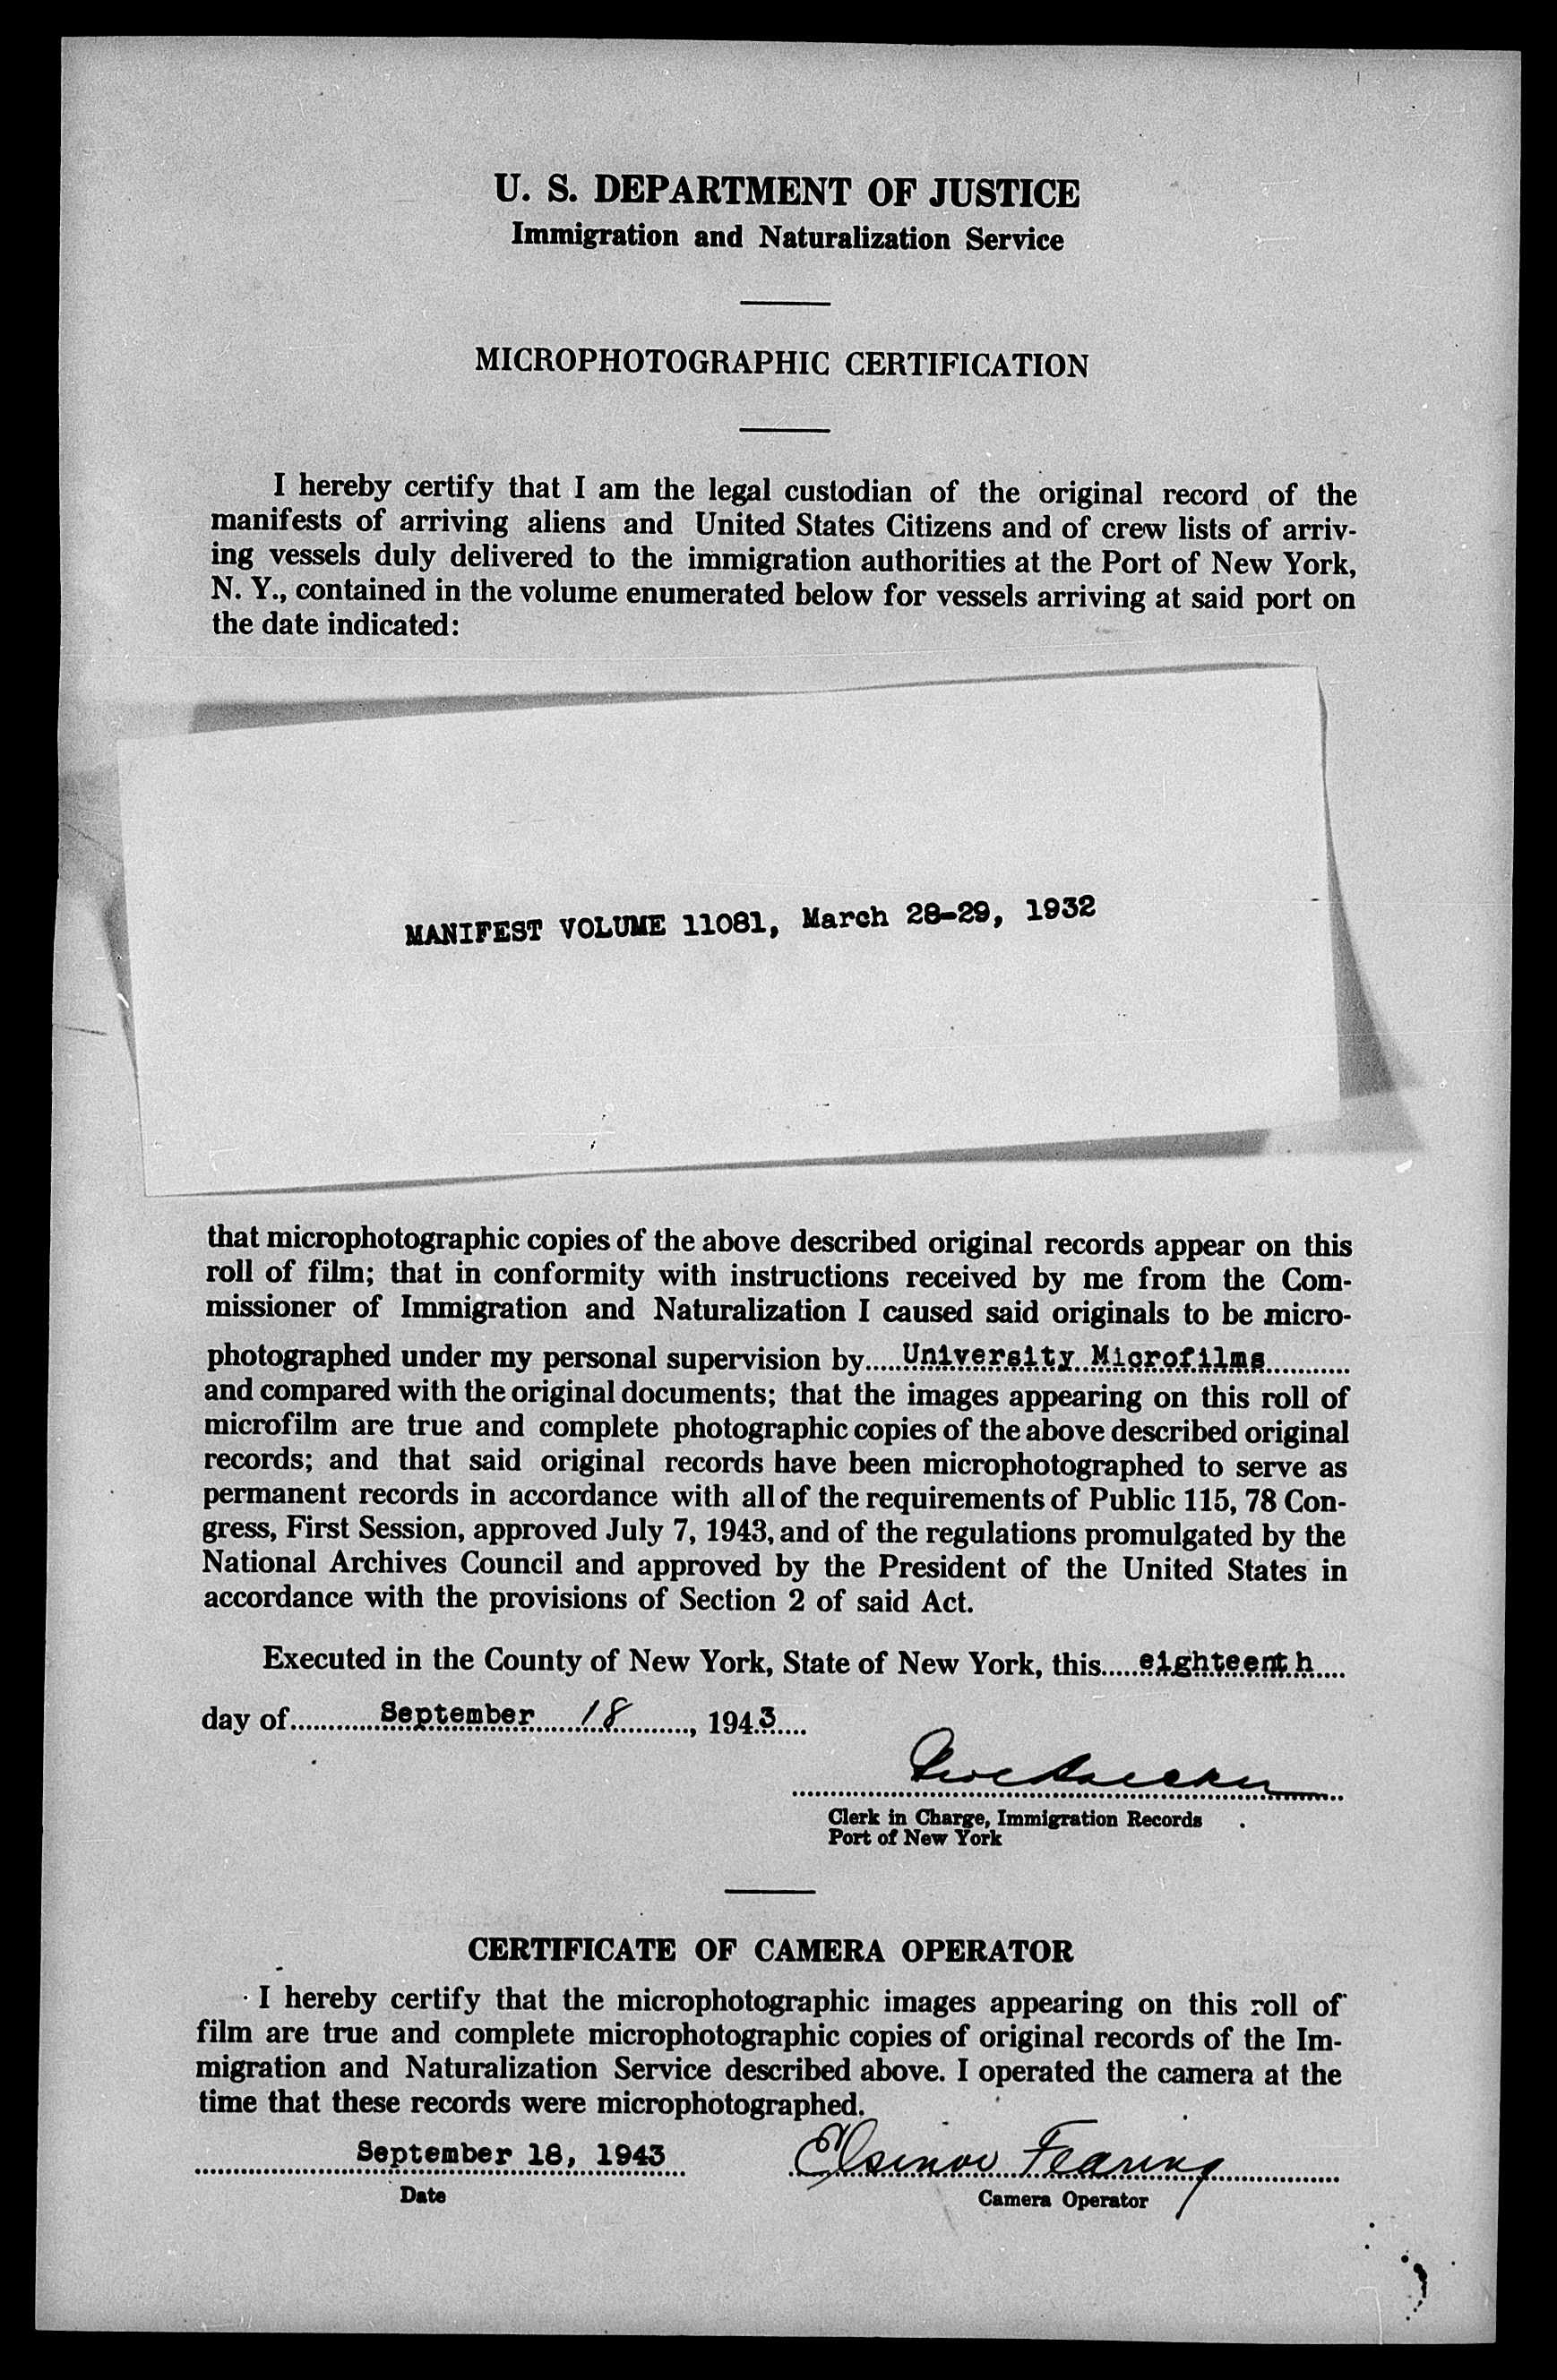 U. S. DEPARTMENT OF JUSTICE
Immigration and Naturalization Service
MICROPHOTOGRAPHIC CERTIFICATION
I hereby certify that I am the legal custodian of the original record of the
manifests of arriving aliens and United States Citizens and of crew lists of arriv-
ing vessels duly delivered to the immigration authorities at the Port of New York,
N. Y., contained in the volume enumerated below for vessels arriving at said port on
the date indicated:
MANIFEST VOLUME 11081, March 28-29, 1932
that microphotographic copies of the above described original records appear on this
roll of film; that in conformity with instructions received by me from the Com-
missioner of Immigration and Naturalization I caused said originals to be micro-
photographed under my personal supervision by.....University Microfilms...........
and compared with the original documents; that the images appearing on this roll of
microfilm are true and complete photographic copies of the above described original
records; and that said original records have been microphotographed to serve as
permanent records in accordance with all of the requirements of Public 115, 78 Con-
gress, First Session, approved July 7, 1943, and of the regulations promulgated by the
National Archives Council and approved by the President of the United States in
accordance with the provisions of Section 2 of said Act.
Executed in the County of New York, State of New York, this.....eighteenth.....
day of............September 18.........., 1943....
Clerk in Charge, Immigration Records
Port of New York
CERTIFICATE OF CAMERA OPERATOR
I hereby certify that the microphotographic images appearing on this roll of
film are true and complete microphotographic copies of original records of the Im-
migration and Naturalization Service described above. I operated the camera at the
time that these records were microphotographed.
September 18, 1943 Elsinor Fearing
Date Camera Operator